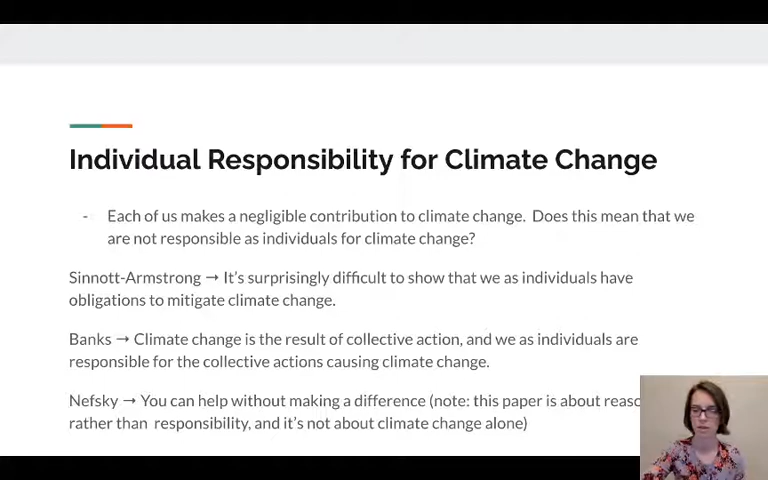 Individual Responsibility for Climate Change
- Each of us makes a negligible contribution to climate change. Does this mean that we
are not responsible as individuals for climate change?
Sinnott-Armstrong → It's surprisingly difficult to show that we as individuals have
obligations to mitigate climate change.
Banks → Climate change is the result of collective action, and we as individuals are
responsible for the collective actions causing climate change.
Nefsky → You can help without making a difference (note: this paper is about
rather than responsibility, and it's not about climate change alone)